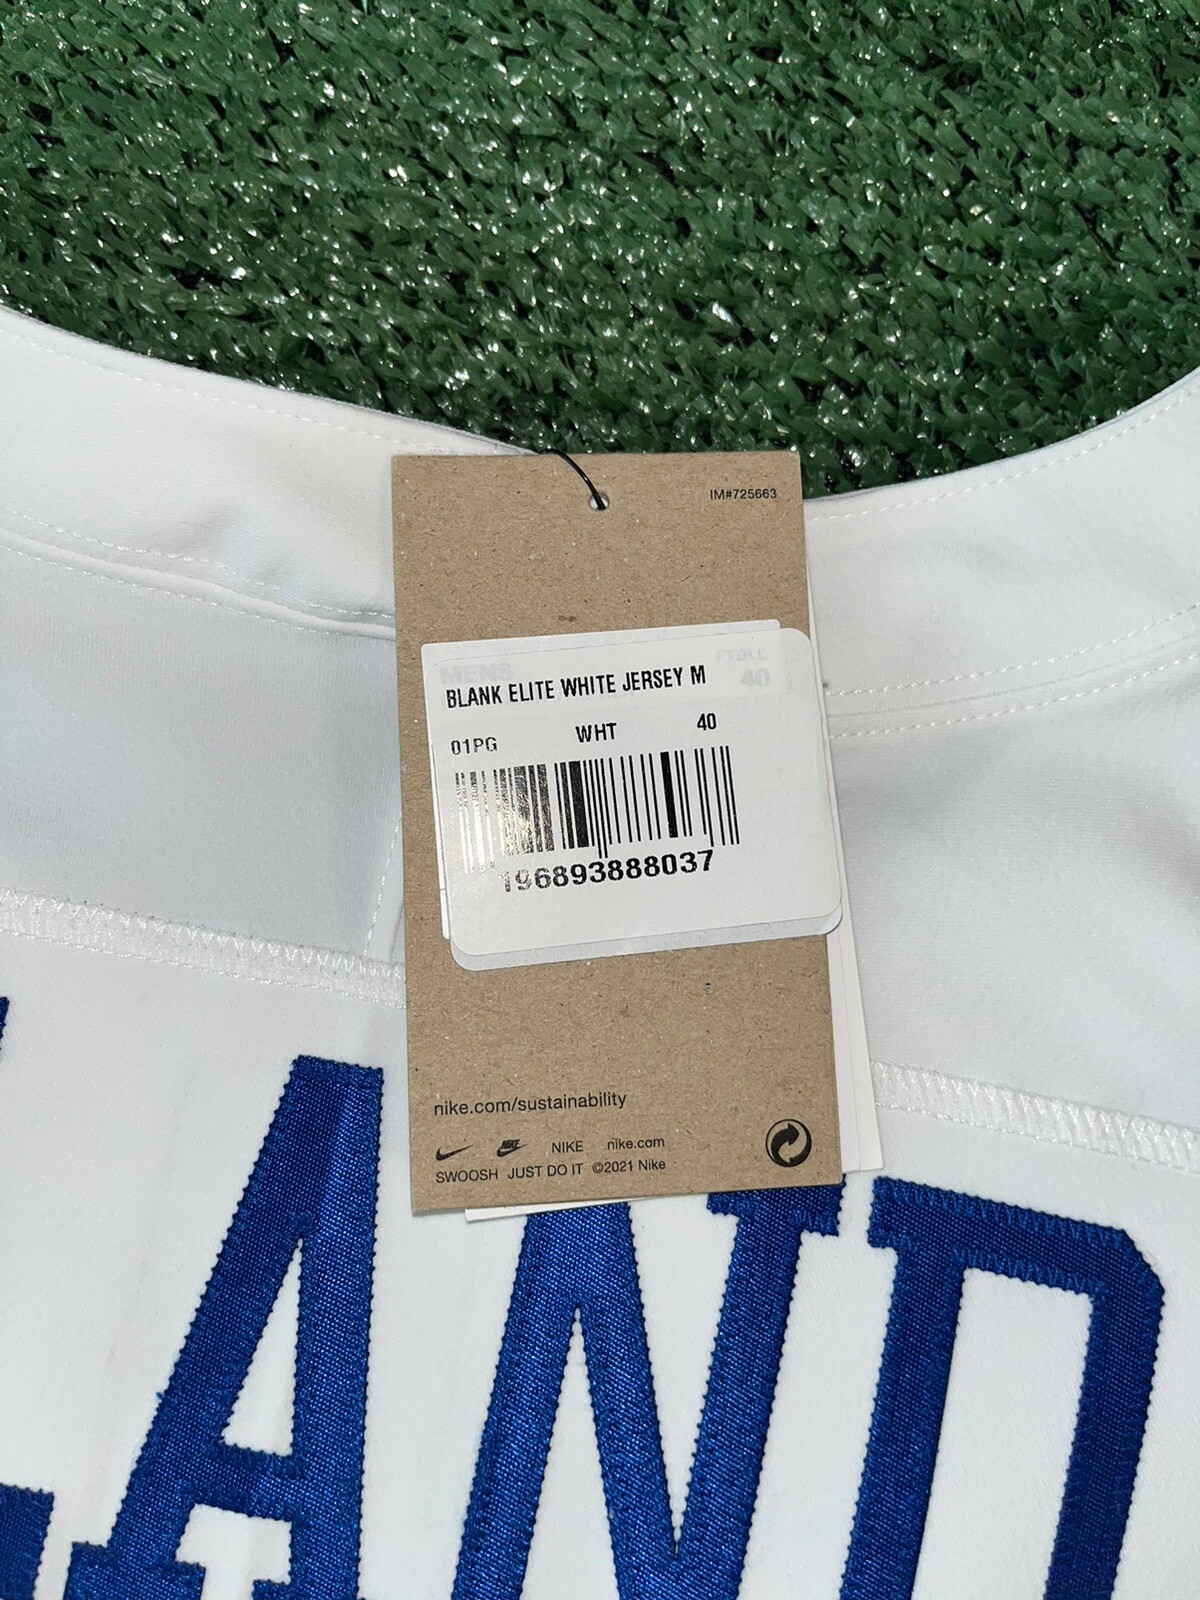 IM#725663
MENS FTBLL
40
BLANK ELITE WHITE JERSEY M
01PG WHT 40
196893888037
nike.com/sustainability
NIKE nike.com
SWOOSH JUST DO IT ©2021 Nike
AND